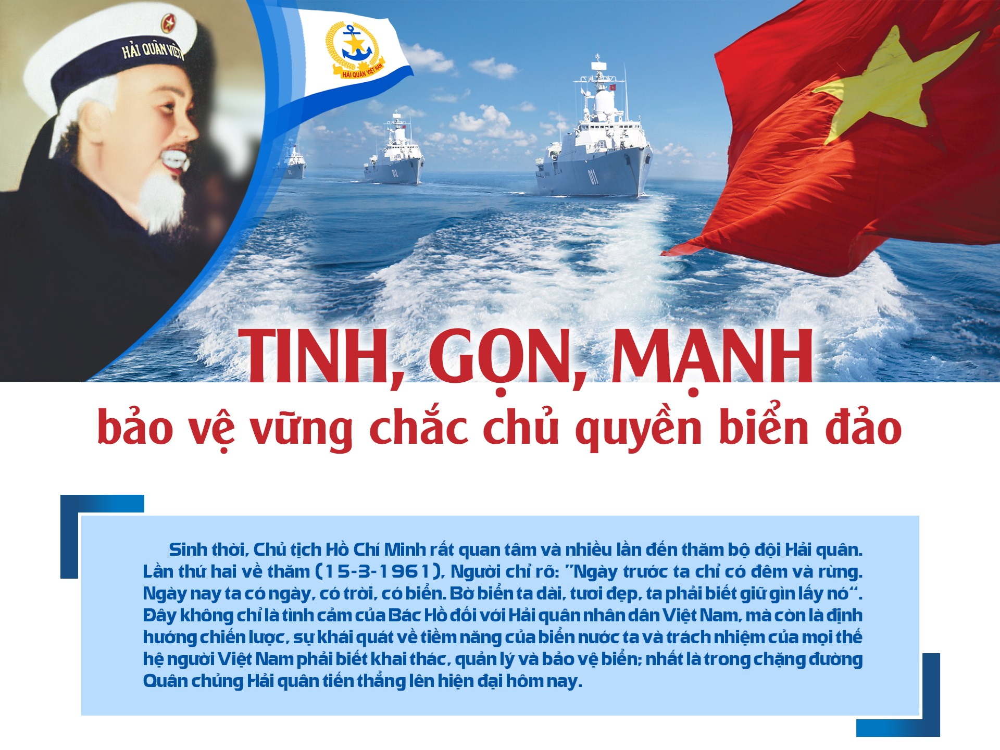 HẢI QUÂN VIỆT
HẢI QUÂN VIỆT NAM
012
011
TINH, GỌN, MẠNH
bảo vệ vững chắc chủ quyền biển đảo
Sinh thời, Chủ tịch Hồ Chí Minh rất quan tâm và nhiều lần đến thăm bộ đội Hải quân.
Lần thứ hai về thăm (15-3-1961), Người chỉ rõ: "Ngày trước ta chỉ có đêm và rừng.
Ngày nay ta có ngày, có trời, có biển. Bờ biển ta dài, tươi đẹp, ta phải biết giữ gìn lấy nó“.
Đây không chỉ là tình cảm của Bác Hồ đối với Hải quân nhân dân Việt Nam, mà còn là định
hướng chiến lược, sự khái quát về tiềm năng của biển nước ta và trách nhiệm của mọi thế
hệ người Việt Nam phải biết khai thác, quản lý và bảo vệ biển; nhất là trong chặng đường
Quân chủng Hải quân tiến thẳng lên hiện đại hôm nay.